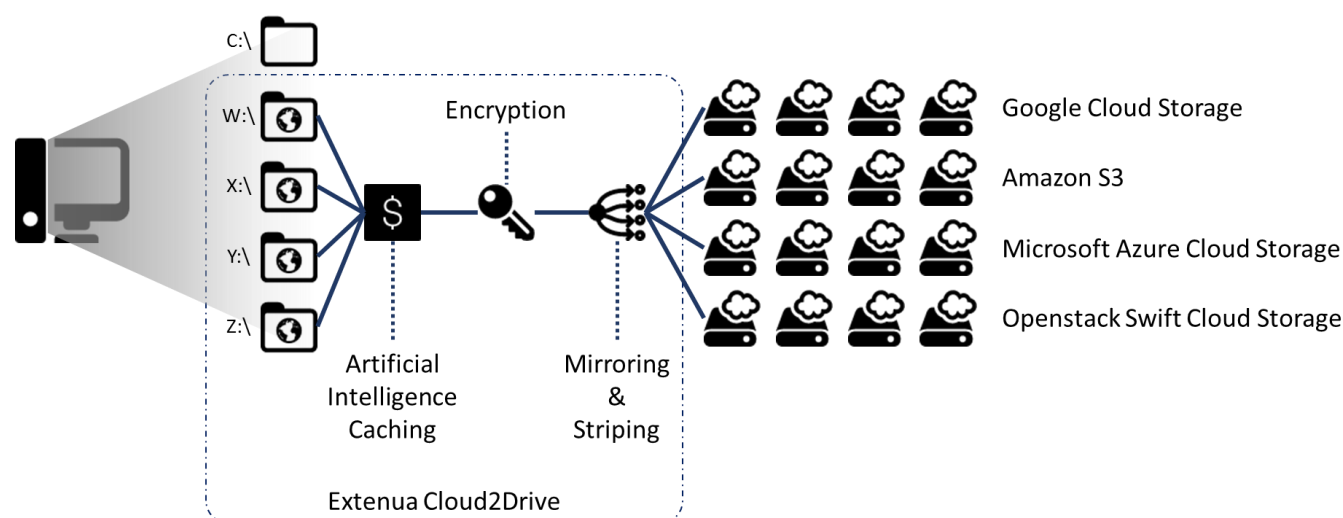 C:\
W:\
X:\
Y:\
Z:\
$
Encryption
Artificial
Intelligence
Caching
Mirroring
&
Striping
Extenua Cloud2Drive
Google Cloud Storage
Amazon S3
Microsoft Azure Cloud Storage
Openstack Swift Cloud Storage